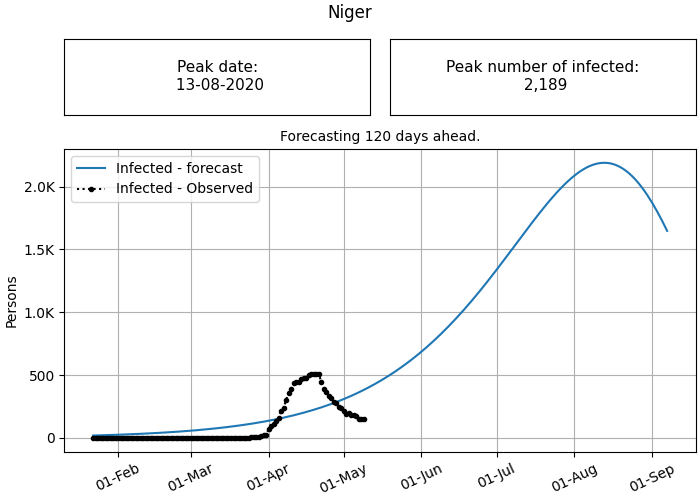 Niger
Peak date:
13-08-2020
Peak number of infected:
2,189
Forecasting 120 days ahead.
Infected - forecast
Infected - Observed
2.0K
1.5K
1.0K
500
0
Persons
01-Feb
01-Mar
01-Apr
01-May
01-Jun
01-Jul
01-Aug
01-Sep